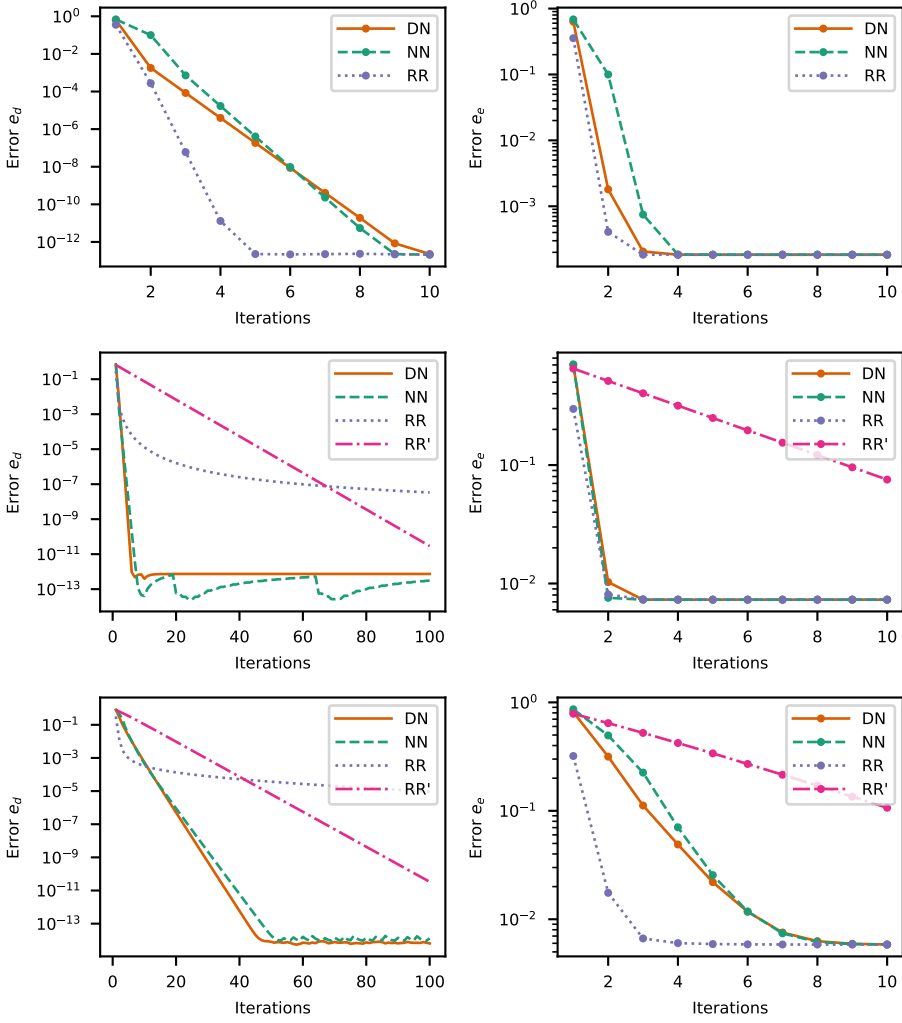 10⁰
10⁻²
10⁻⁴
10⁻⁶
10⁻⁸
10⁻¹⁰
10⁻¹²
Error e_d
2
4
6
8
10
Iterations
DN
NN
RR
10⁰
10⁻¹
10⁻²
10⁻³
Error e_e
2
4
6
8
10
Iterations
DN
NN
RR
10⁻¹
10⁻³
10⁻⁵
10⁻⁷
10⁻⁹
10⁻¹¹
10⁻¹³
Error e_d
0
20
40
60
80
100
Iterations
DN
NN
RR
RR'
10⁻¹
10⁻²
Error e_e
2
4
6
8
10
Iterations
DN
NN
RR
RR'
10⁻¹
10⁻³
10⁻⁵
10⁻⁷
10⁻⁹
10⁻¹¹
10⁻¹³
Error e_d
0
20
40
60
80
100
Iterations
DN
NN
RR
RR'
10⁰
10⁻¹
10⁻²
Error e_e
2
4
6
8
10
Iterations
DN
NN
RR
RR'